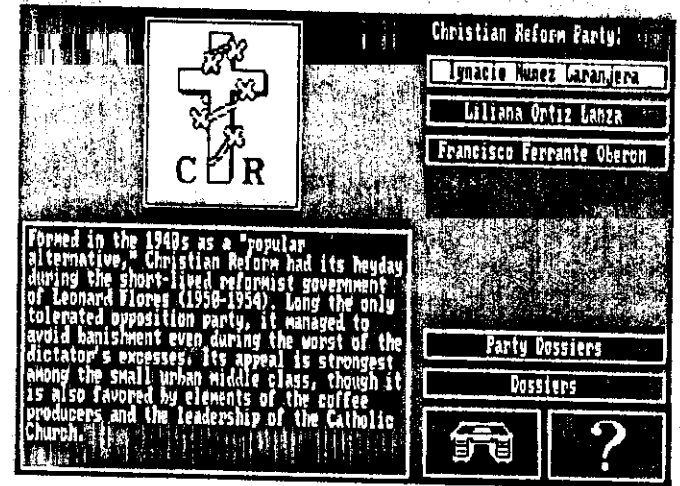 Christian Reform Party:
Ignacio Nunez Laranjera
Liliana Ortiz Lanza
Francisco Ferrante Oberon
C R
Formed in the 1940s as a "popular
alternative," Christian Reform had its heyday
during the short-lived reformist government
of Leonard Flores (1950-1954). Long the only
tolerated opposition party, it managed to
avoid banishment even during the worst of the
dictator's excesses. Its appeal is strongest
among the small urban middle class, though it
is also favored by elements of the coffee
producers and the leadership of the Catholic
Church.
Party Dossiers
Dossiers
?